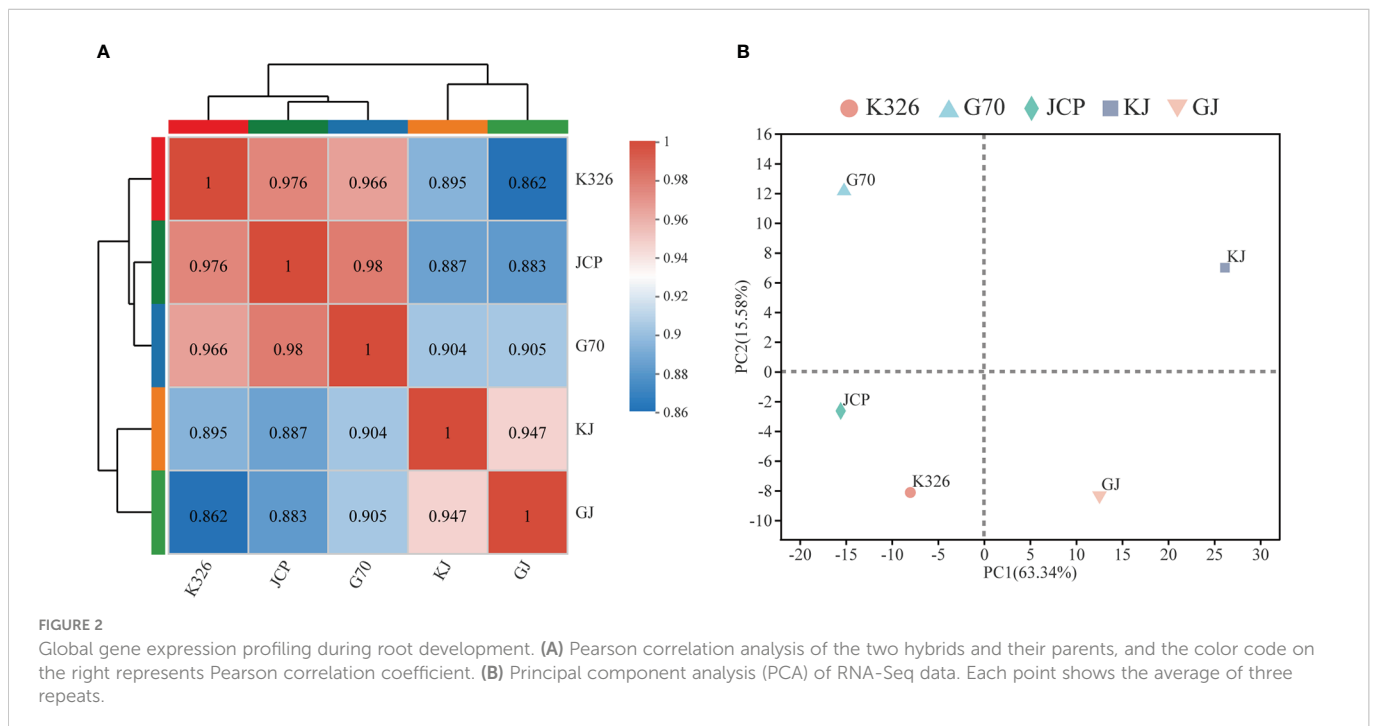 A
K326
JCP
G70
KJ
GJ
1 0.976 0.966 0.895 0.862
0.976 1 0.98 0.887 0.883
0.966 0.98 1 0.904 0.905
0.895 0.887 0.904 1 0.947
0.862 0.883 0.905 0.947 1
K326 JCP G70 KJ GJ
1
0.98
0.96
0.94
0.92
0.9
0.88
0.86
B
K326 G70 JCP KJ GJ
16
14
12
10
8
6
4
2
0
-2
-4
-6
-8
-10
PC2(15.58%)
G70
KJ
JCP
K326
GJ
-20 -15 -10 -5 0 5 10 15 20 25 30
PC1(63.34%)
FIGURE 2
Global gene expression profiling during root development. (A) Pearson correlation analysis of the two hybrids and their parents, and the color code on
the right represents Pearson correlation coefficient. (B) Principal component analysis (PCA) of RNA-Seq data. Each point shows the average of three
repeats.